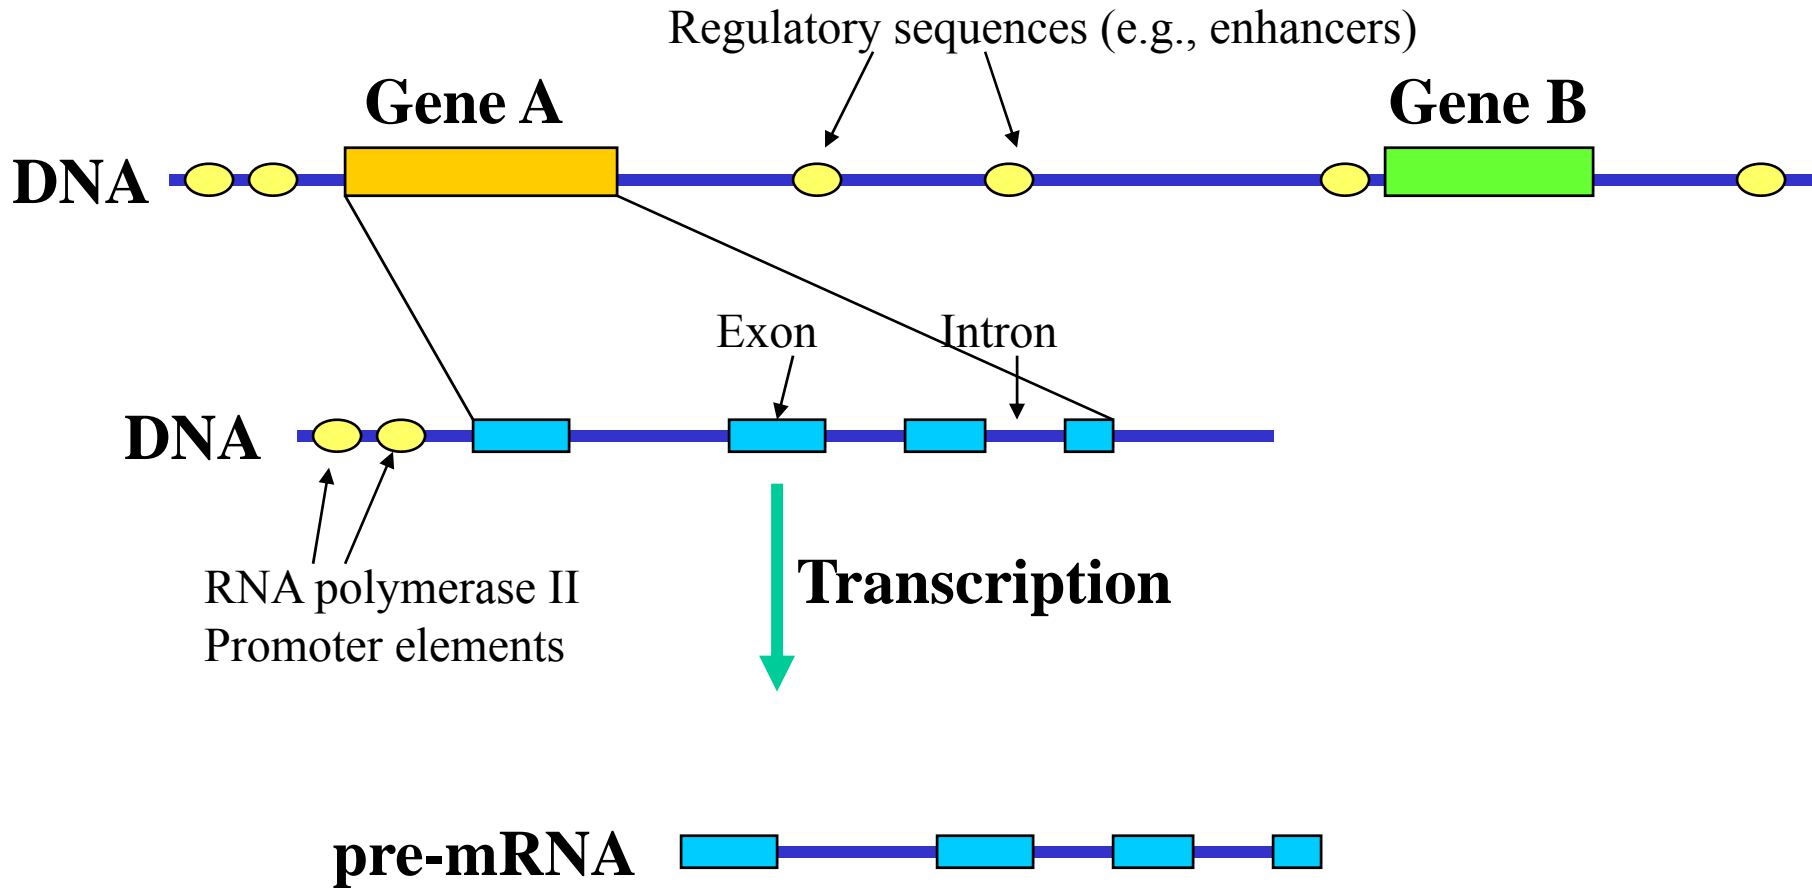 Regulatory sequences (e.g., enhancers)
Gene A
Gene B
DNA
Exon
Intron
DNA
RNA polymerase II
Promoter elements
Transcription
pre-mRNA